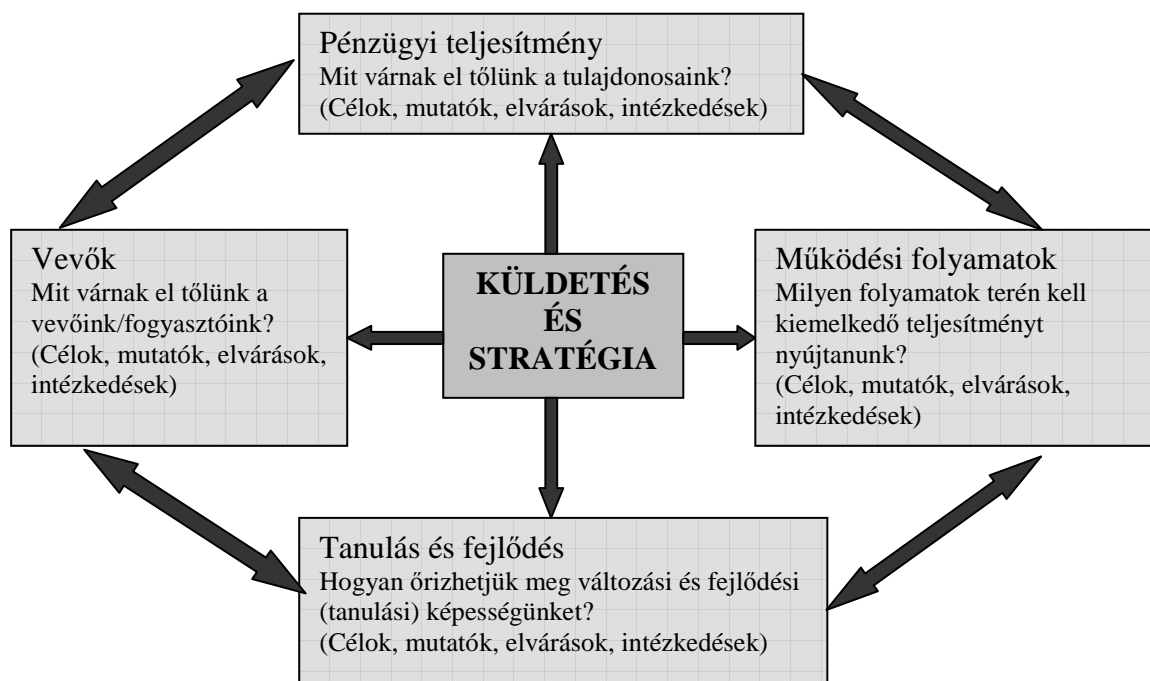 Pénzügyi teljesítmény
Mit várnak el tőlünk a tulajdonosaink?
(Célok, mutatók, elvárások, intézkedések)
Vevők
Mit várnak el tőlünk a
vevőink/fogyasztóink?
(Célok, mutatók, elvárások,
intézkedések)
KÜLDETÉS
ÉS
STRATÉGIA
Működési folyamatok
Milyen folyamatok terén kell
kiemelkedő teljesítményt
nyújtanunk?
(Célok, mutatók, elvárások,
intézkedések)
Tanulás és fejlődés
Hogyan őrizhetjük meg változási és fejlődési
(tanulási) képességünket?
(Célok, mutatók, elvárások, intézkedések)